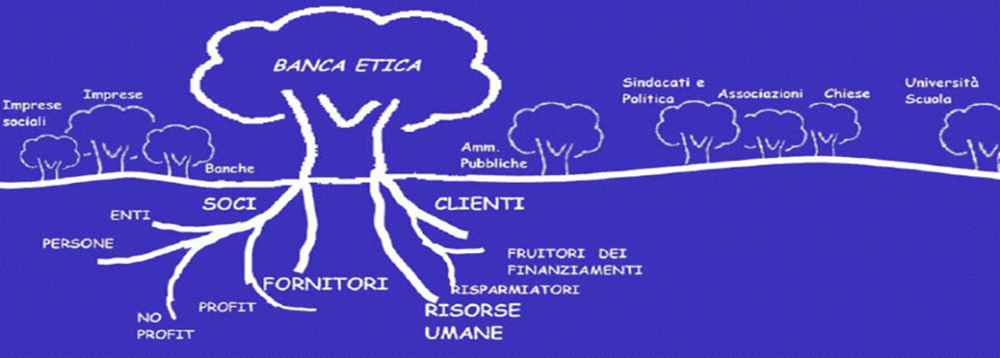 BANCA ETICA
Imprese
sociali
Imprese
Banche
Amm.
Pubbliche
Sindacati e
Politica
Associazioni
Chiese
Università
Scuola
SOCI
ENTI
PERSONE
NO
PROFIT
PROFIT
FORNITORI
CLIENTI
FRUITORI DEI
FINANZIAMENTI
RISPARMIATORI
RISORSE
UMANE